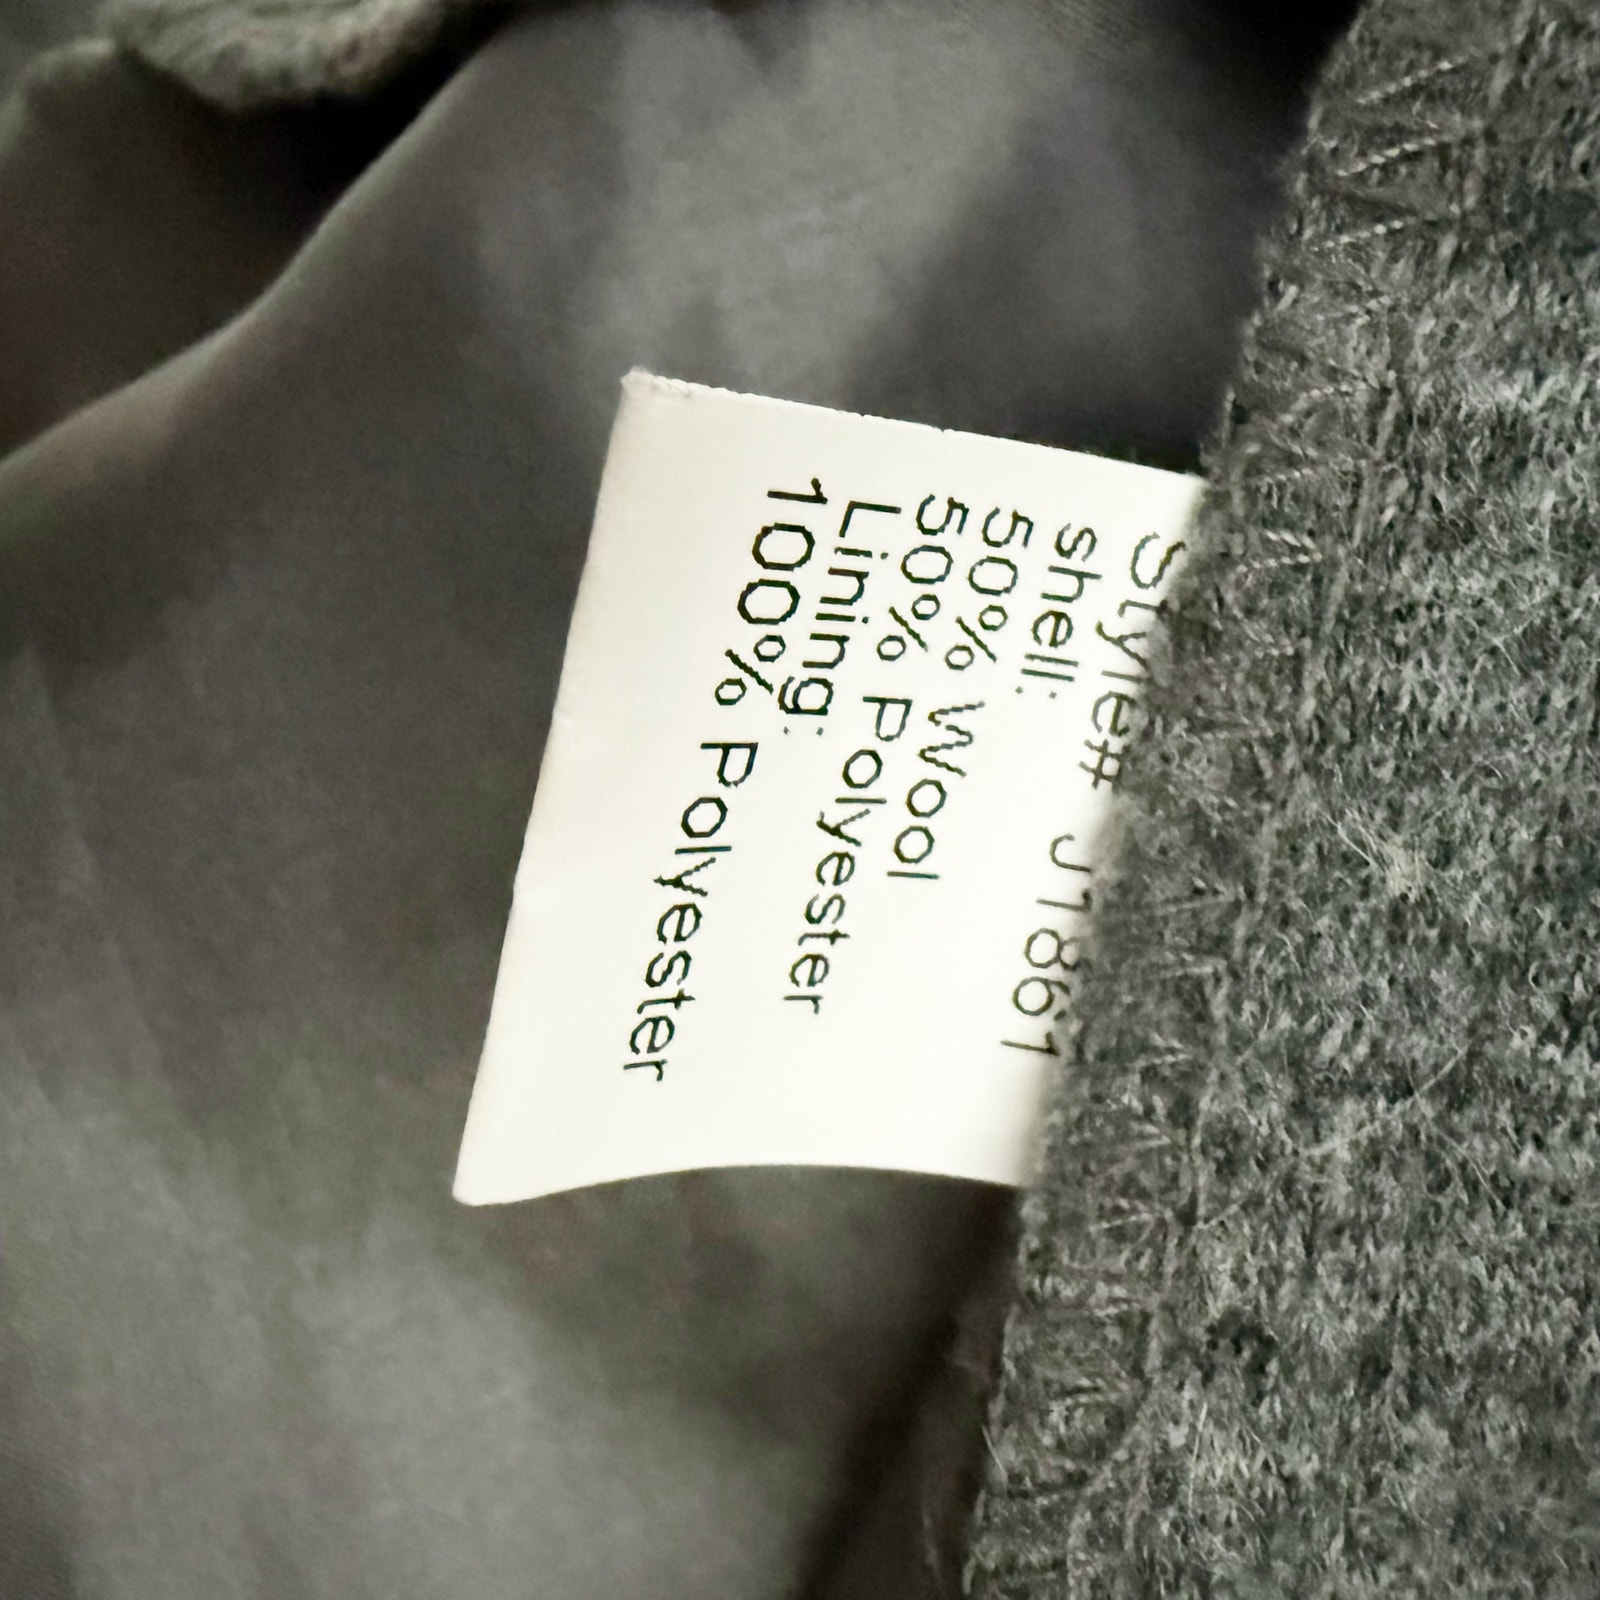 Style# J1861
shell:
50% Wool
50% Polyester
Lining:
100% Polyester